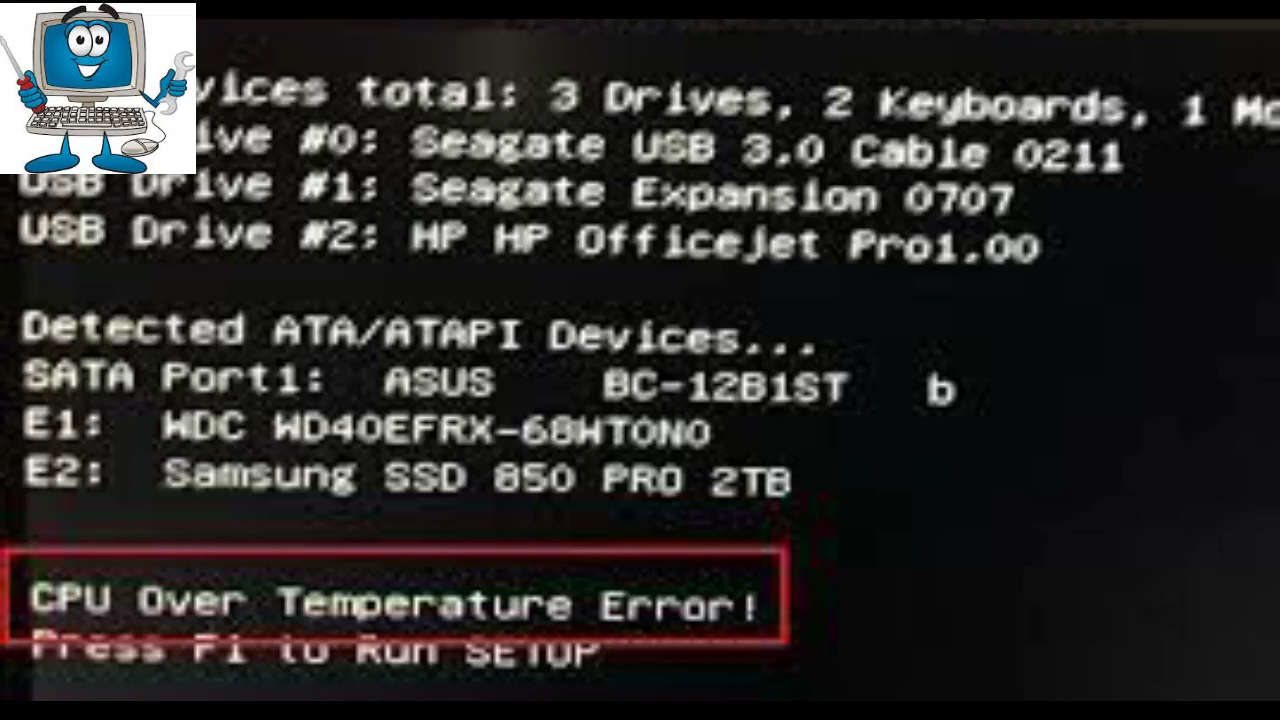 vices total: 3 Drives, 2 Keyboards, 1 Mo
ive #0: Seagate USB 3.0 Cable 0211
USB Drive #1: Seagate Expansion 0707
USB Drive #2: HP HP Officejet Pro1.00
Detected ATA/ATAPI Devices...
SATA Port1: ASUS BC-12B1ST b
E1: WDC WD40EFRX-68WT0N0
E2: Samsung SSD 850 PRO 2TB
CPU Over Temperature Error!
Press F1 to Run SETUP